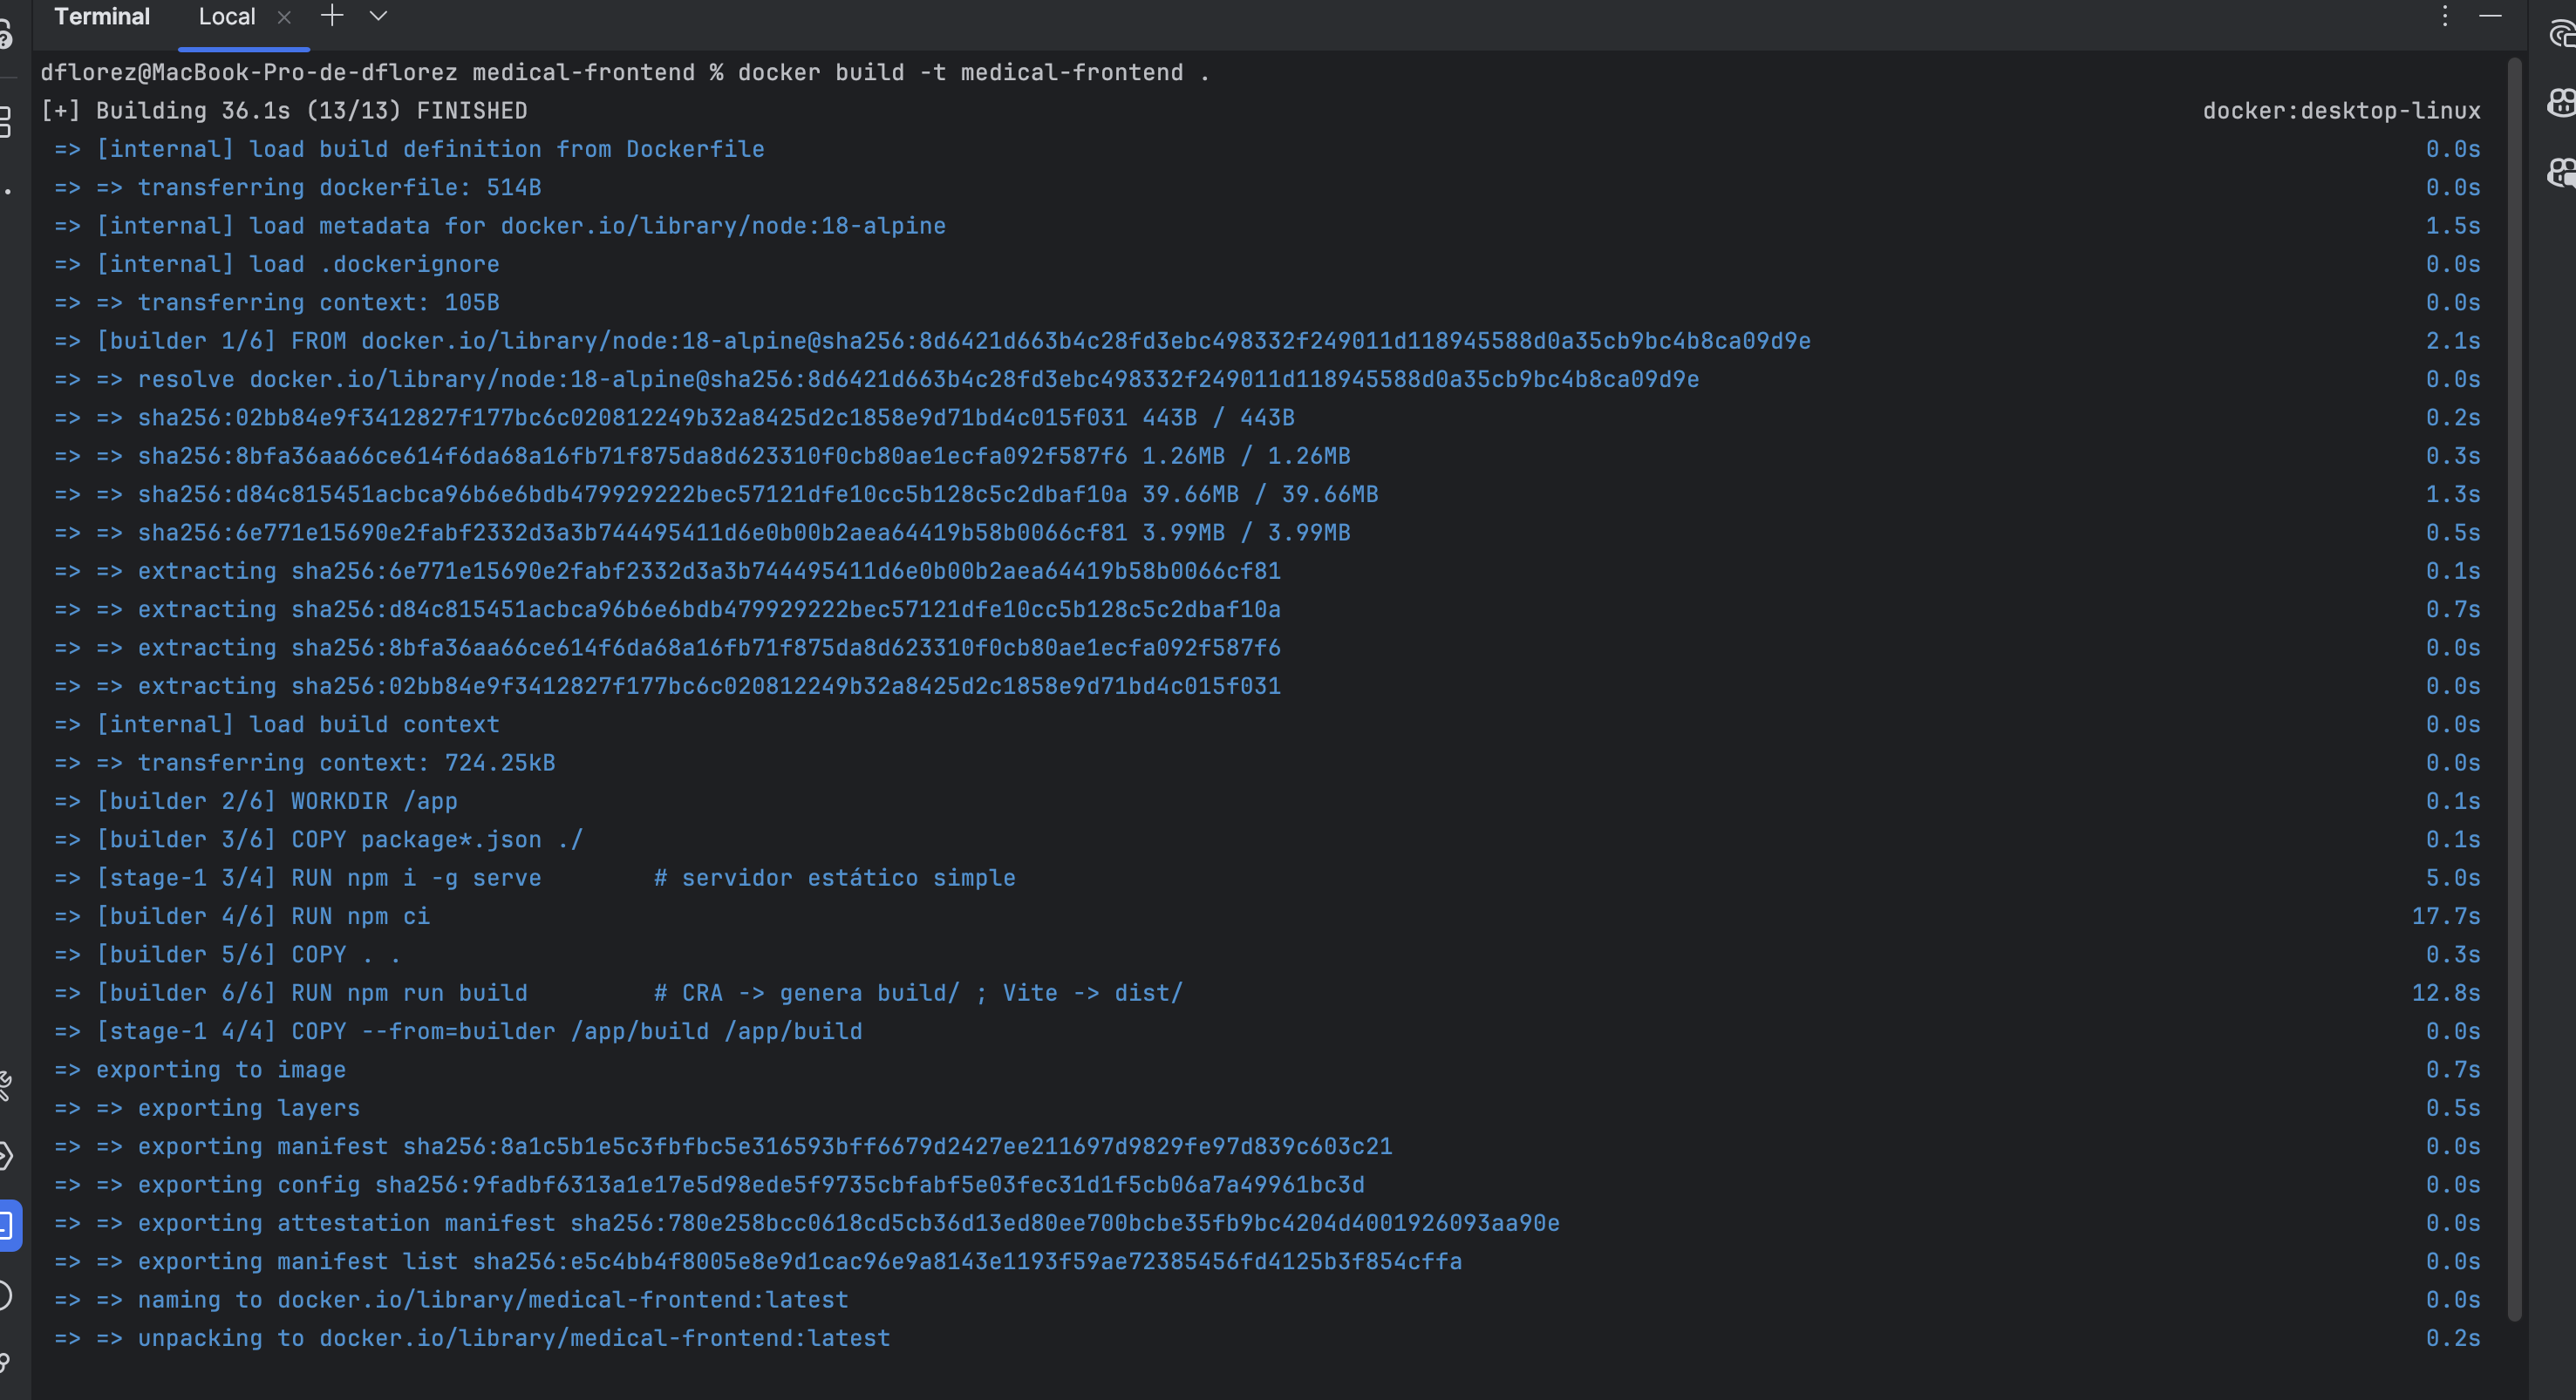 Terminal Local
dflorez@MacBook-Pro-de-dflorez medical-frontend % docker build -t medical-frontend .
[+] Building 36.1s (13/13) FINISHED docker:desktop-linux
=> [internal] load build definition from Dockerfile 0.0s
=> => transferring dockerfile: 514B 0.0s
=> [internal] load metadata for docker.io/library/node:18-alpine 1.5s
=> [internal] load .dockerignore 0.0s
=> => transferring context: 105B 0.0s
=> [builder 1/6] FROM docker.io/library/node:18-alpine@sha256:8d6421d663b4c28fd3ebc498332f249011d118945588d0a35cb9bc4b8ca09d9e 2.1s
=> => resolve docker.io/library/node:18-alpine@sha256:8d6421d663b4c28fd3ebc498332f249011d118945588d0a35cb9bc4b8ca09d9e 0.0s
=> => sha256:02bb84e9f3412827f177bc6c020812249b32a8425d2c1858e9d71bd4c015f031 443B / 443B 0.2s
=> => sha256:8bfa36aa66ce614f6da68a16fb71f875da8d623310f0cb80ae1ecfa092f587f6 1.26MB / 1.26MB 0.3s
=> => sha256:d84c815451acbca96b6e6bdb479929222bec57121dfe10cc5b128c5c2dbaf10a 39.66MB / 39.66MB 1.3s
=> => sha256:6e771e15690e2fabf2332d3a3b744495411d6e0b00b2aea64419b58b0066cf81 3.99MB / 3.99MB 0.5s
=> => extracting sha256:6e771e15690e2fabf2332d3a3b744495411d6e0b00b2aea64419b58b0066cf81 0.1s
=> => extracting sha256:d84c815451acbca96b6e6bdb479929222bec57121dfe10cc5b128c5c2dbaf10a 0.7s
=> => extracting sha256:8bfa36aa66ce614f6da68a16fb71f875da8d623310f0cb80ae1ecfa092f587f6 0.0s
=> => extracting sha256:02bb84e9f3412827f177bc6c020812249b32a8425d2c1858e9d71bd4c015f031 0.0s
=> [internal] load build context 0.0s
=> => transferring context: 724.25kB 0.0s
=> [builder 2/6] WORKDIR /app 0.1s
=> [builder 3/6] COPY package*.json ./ 0.1s
=> [stage-1 3/4] RUN npm i -g serve # servidor estático simple 5.0s
=> [builder 4/6] RUN npm ci 17.7s
=> [builder 5/6] COPY . . 0.3s
=> [builder 6/6] RUN npm run build # CRA -> genera build/ ; Vite -> dist/ 12.8s
=> [stage-1 4/4] COPY --from=builder /app/build /app/build 0.0s
=> exporting to image 0.7s
=> => exporting layers 0.5s
=> => exporting manifest sha256:8a1c5b1e5c3fbfbc5e316593bff6679d2427ee211697d9829fe97d839c603c21 0.0s
=> => exporting config sha256:9fadbf6313a1e17e5d98ede5f9735cbfabf5e03fec31d1f5cb06a7a49961bc3d 0.0s
=> => exporting attestation manifest sha256:780e258bcc0618cd5cb36d13ed80ee700bcbe35fb9bc4204d4001926093aa90e 0.0s
=> => exporting manifest list sha256:e5c4bb4f8005e8e9d1cac96e9a8143e1193f59ae72385456fd4125b3f854cffa 0.0s
=> => naming to docker.io/library/medical-frontend:latest 0.0s
=> => unpacking to docker.io/library/medical-frontend:latest 0.2s